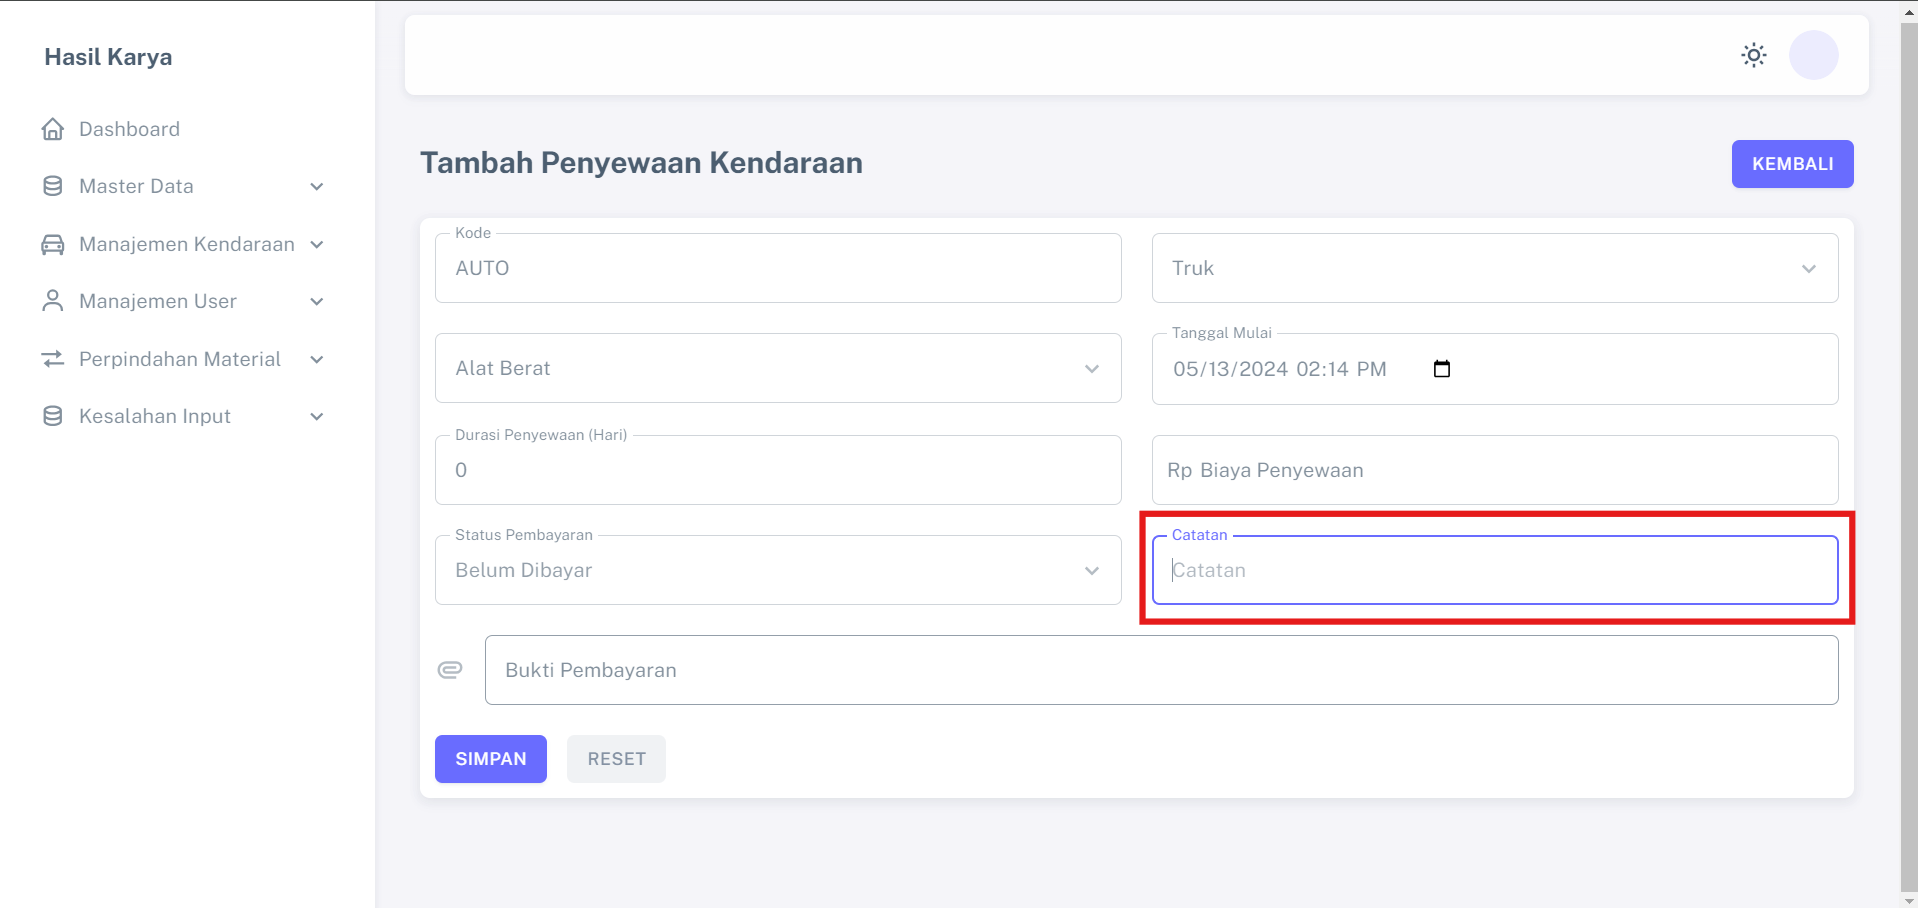 Hasil Karya
Dashboard
Master Data
Manajemen Kendaraan
Manajemen User
Perpindahan Material
Kesalahan Input
Tambah Penyewaan Kendaraan
KEMBALI
Kode
AUTO
Truk
Alat Berat
Tanggal Mulai
05/13/2024 02:14 PM
Durasi Penyewaan (Hari)
0
Rp Biaya Penyewaan
Status Pembayaran
Belum Dibayar
Catatan
Catatan
Bukti Pembayaran
SIMPAN
RESET